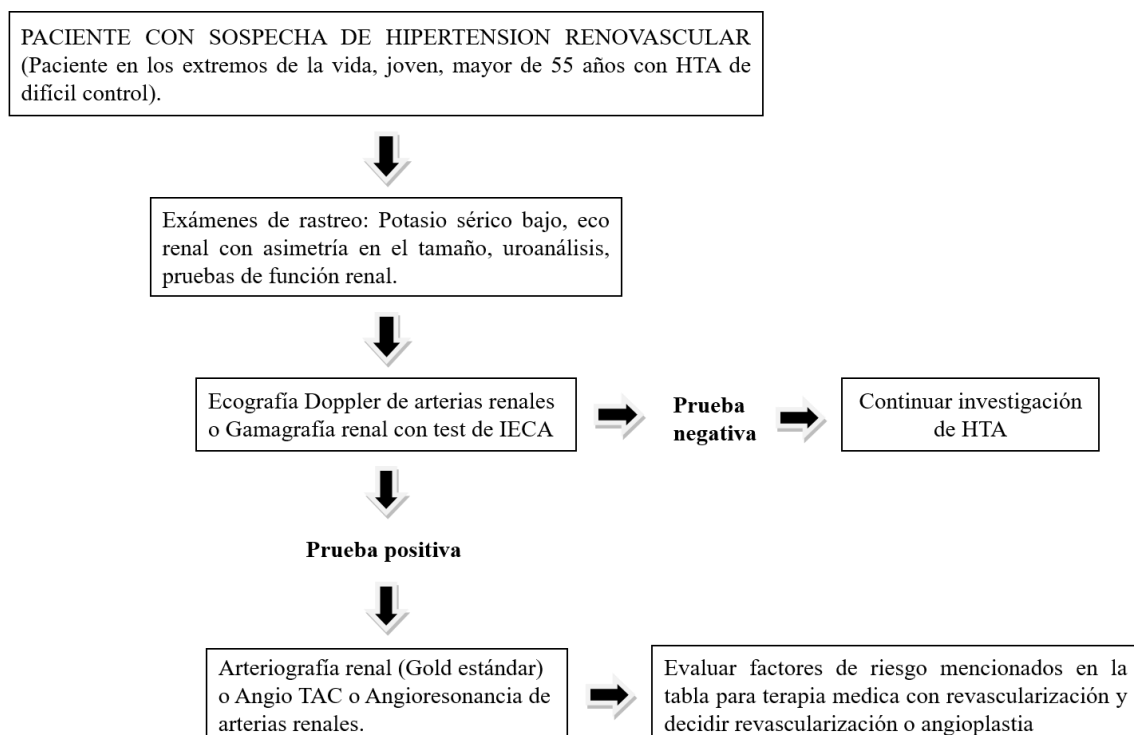 PACIENTE CON SOSPECHA DE HIPERTENSION RENOVASCULAR
(Paciente en los extremos de la vida, joven, mayor de 55 años con HTA de
difícil control).
Exámenes de rastreo: Potasio sérico bajo, eco
renal con asimetría en el tamaño, uroanálisis,
pruebas de función renal.
Ecografía Doppler de arterias renales
o Gamagrafía renal con test de IECA
Prueba
negativa
Continuar investigación
de HTA
Prueba positiva
Arteriografía renal (Gold estándar)
o Angio TAC o Angioresonancia de
arterias renales.
Evaluar factores de riesgo mencionados en la
tabla para terapia medica con revascularización y
decidir revascularización o angioplastia